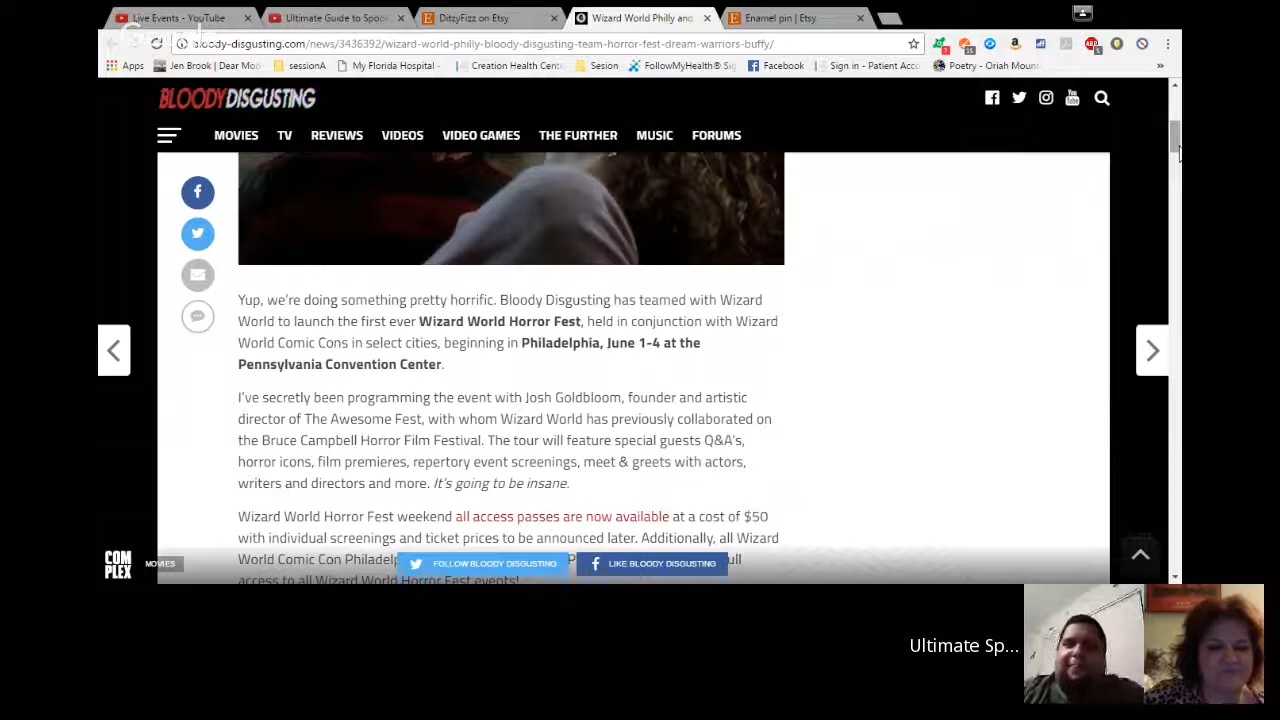 Live Events - YouTube
Ultimate Guide to Spoo
DitzyFizz on Etsy
Wizard World Philly and
Enamel pin | Etsy
bloody-disgusting.com/news/3436392/wizard-world-philly-bloody-disgusting-team-horror-fest-dream-warriors-buffy/
Apps Jen Brook | Dear Mod sessionA My Florida Hospital - Creation Health Cente Sesion FollowMyHealth® Sig Facebook Sign in - Patient Acc Poetry - Oriah Moun
BLOODY DISGUSTING
MOVIES TV REVIEWS VIDEOS VIDEO GAMES THE FURTHER MUSIC FORUMS
Yup, we're doing something pretty horrific. Bloody Disgusting has teamed with Wizard
World to launch the first ever Wizard World Horror Fest, held in conjunction with Wizard
World Comic Cons in select cities, beginning in Philadelphia, June 1-4 at the
Pennsylvania Convention Center.
I've secretly been programming the event with Josh Goldbloom, founder and artistic
director of The Awesome Fest, with whom Wizard World has previously collaborated on
the Bruce Campbell Horror Film Festival. The tour will feature special guests Q&A's,
horror icons, film premieres, repertory event screenings, meet & greets with actors,
writers and directors and more. It's going to be insane.
Wizard World Horror Fest weekend all access passes are now available at a cost of $50
with individual screenings and ticket prices to be announced later. Additionally, all Wizard
World Comic Con Philadelp
access to all Wizard World Horror Fest events!
COMPLEX MOVIES FOLLOW BLOODY DISGUSTING LIKE BLOODY DISGUSTING
Ultimate Sp...